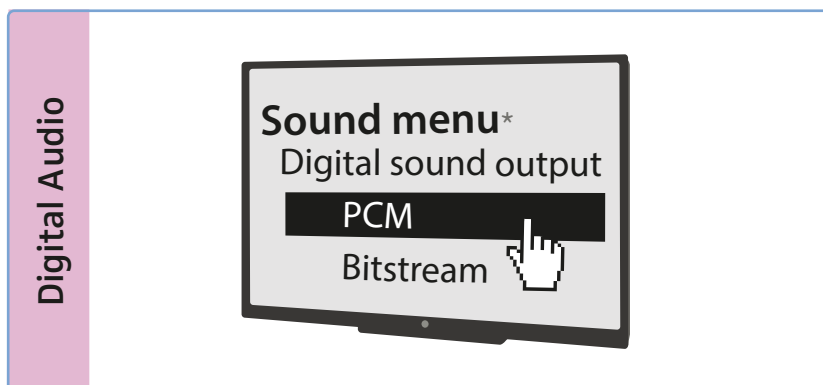 Digital Audio
Sound menu*
Digital sound output
PCM
Bitstream